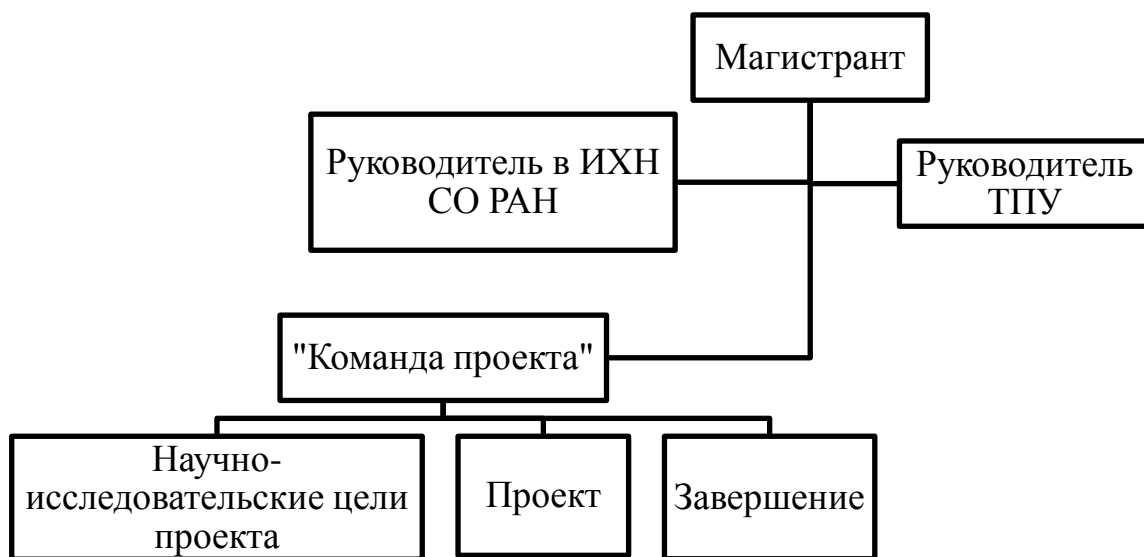 Магистрант
Руководитель в ИХН
СО РАН
Руководитель
ТПУ
"Команда проекта"
Научно-
исследовательские цели
проекта
Проект
Завершение